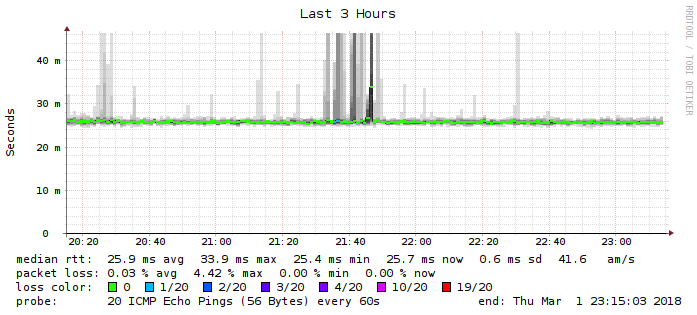 Last 3 Hours
RRDTOOL / TOBI OETIKER
Seconds
40 m
30 m
20 m
10 m
0
20:20 20:40 21:00 21:20 21:40 22:00 22:20 22:40 23:00
median rtt: 25.9 ms avg 33.9 ms max 25.4 ms min 25.7 ms now 0.6 ms sd 41.6 am/s
packet loss: 0.03 % avg 4.42 % max 0.00 % min 0.00 % now
loss color: 0 1/20 2/20 3/20 4/20 10/20 19/20
probe: 20 ICMP Echo Pings (56 Bytes) every 60s end: Thu Mar 1 23:15:03 2018